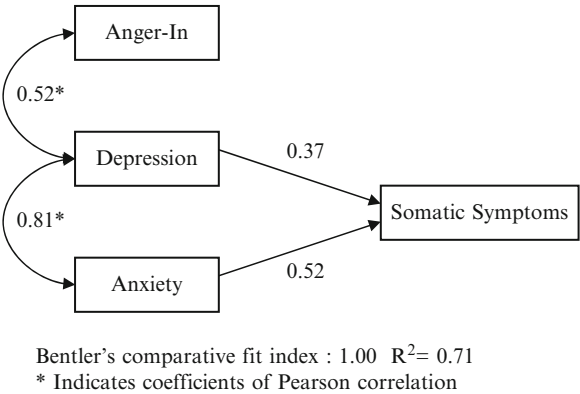 Anger-In
0.52*
Depression
0.37
Somatic Symptoms
0.81*
0.52
Anxiety
Bentler's comparative fit index : 1.00 R²= 0.71
* Indicates coefficients of Pearson correlation